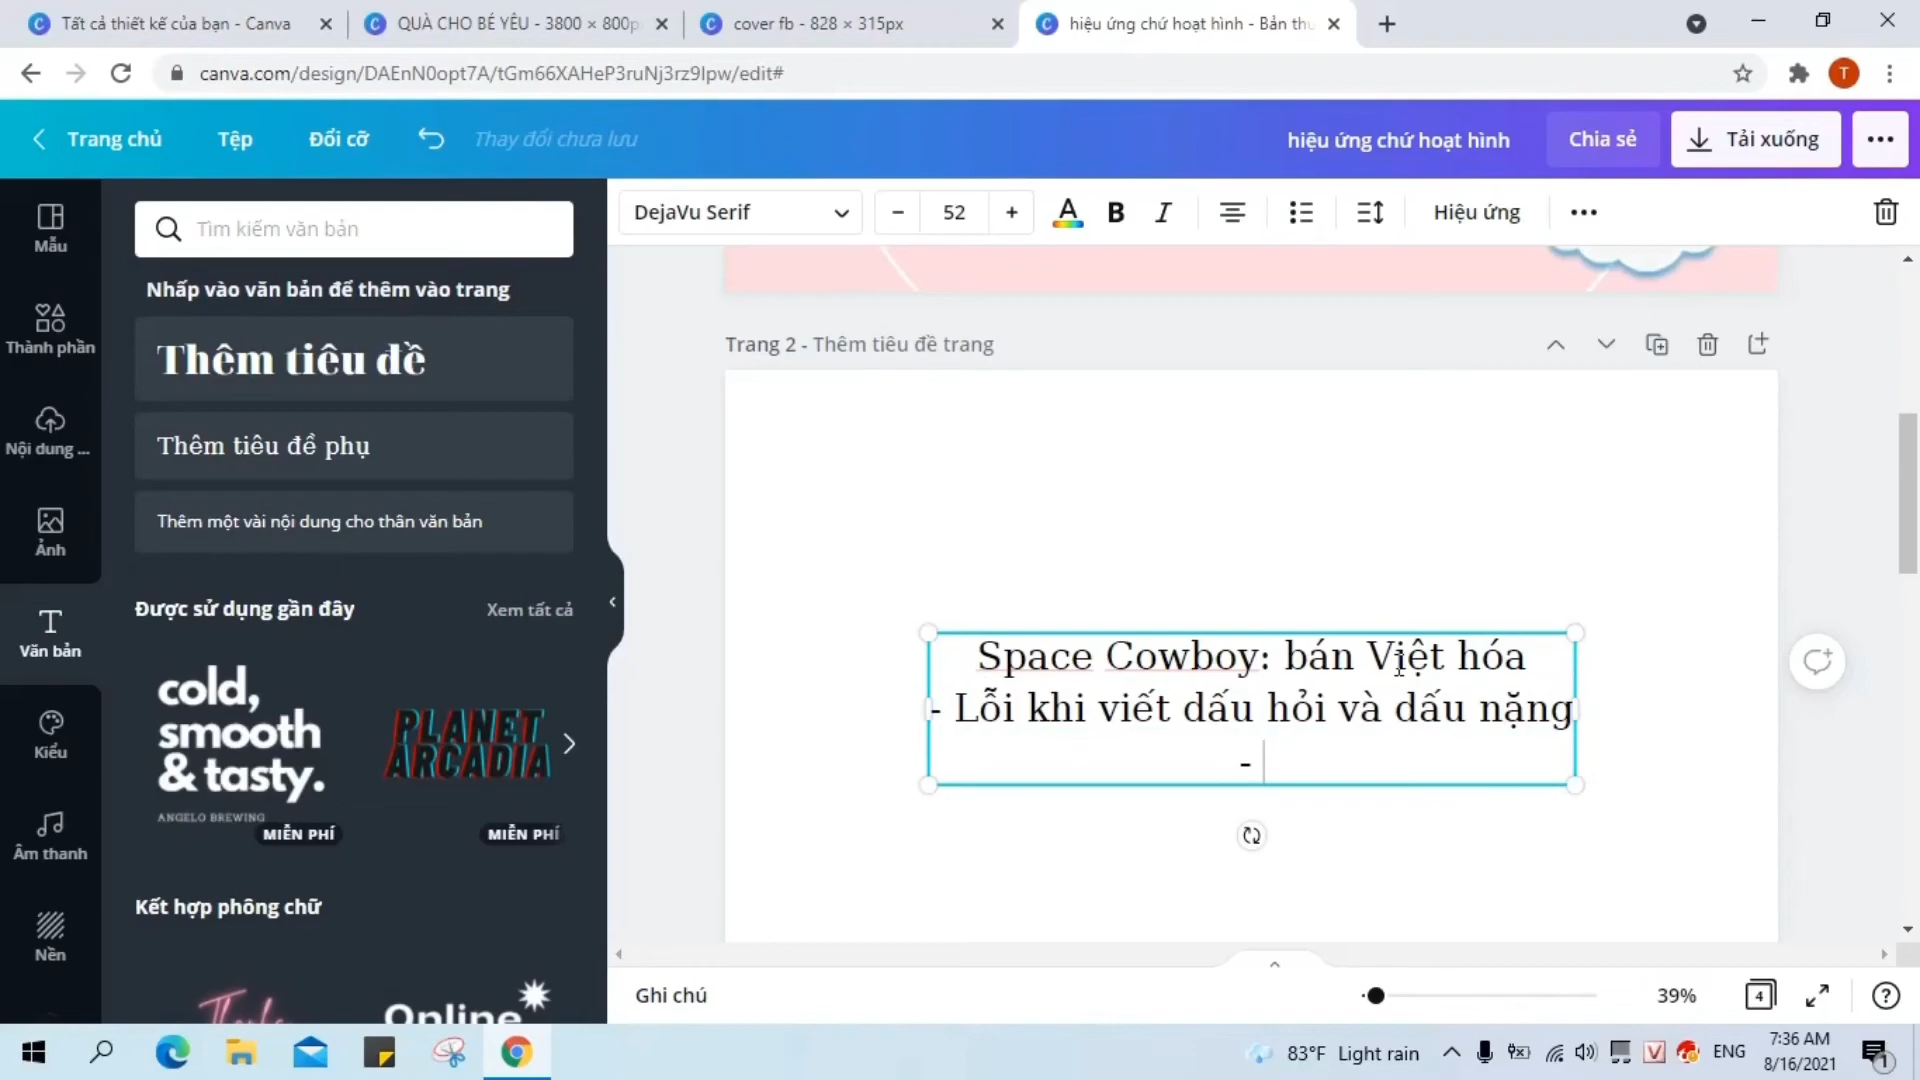 Tất cả thiết kế của bạn - Canva
QUÀ CHO BÉ YÊU - 3800 × 800p
cover fb - 828 × 315px
hiệu ứng chứ hoạt hình - Bản thu
canva.com/design/DAEnN0opt7A/tGm66XAHeP3ruNj3rz9Ipw/edit#
T
Trang chủ
Tệp
Đổi cỡ
Thay đổi chưa lưu
hiệu ứng chứ hoạt hình
Chia sẻ
Tải xuống
Mẫu
Thành phần
Nội dung ...
Ảnh
Văn bản
Kiểu
Âm thanh
Nền
Tìm kiếm văn bản
Nhấp vào văn bản để thêm vào trang
Thêm tiêu đề
Thêm tiêu đề phụ
Thêm một vài nội dung cho thân văn bản
Được sử dụng gần đây
Xem tất cả
cold,
smooth
& tasty.
ANGELO BREWING
MIỄN PHÍ
PLANET
ARCADIA
MIỄN PHÍ
Kết hợp phông chữ
Thanks
Online
DejaVu Serif
52
A
B
I
Hiệu ứng
Trang 2 - Thêm tiêu đề trang
Space Cowboy: bán Việt hóa
- Lỗi khi viết dấu hỏi và dấu nặng
-
Ghi chú
39%
4
83°F Light rain
ENG
7:36 AM
8/16/2021
1